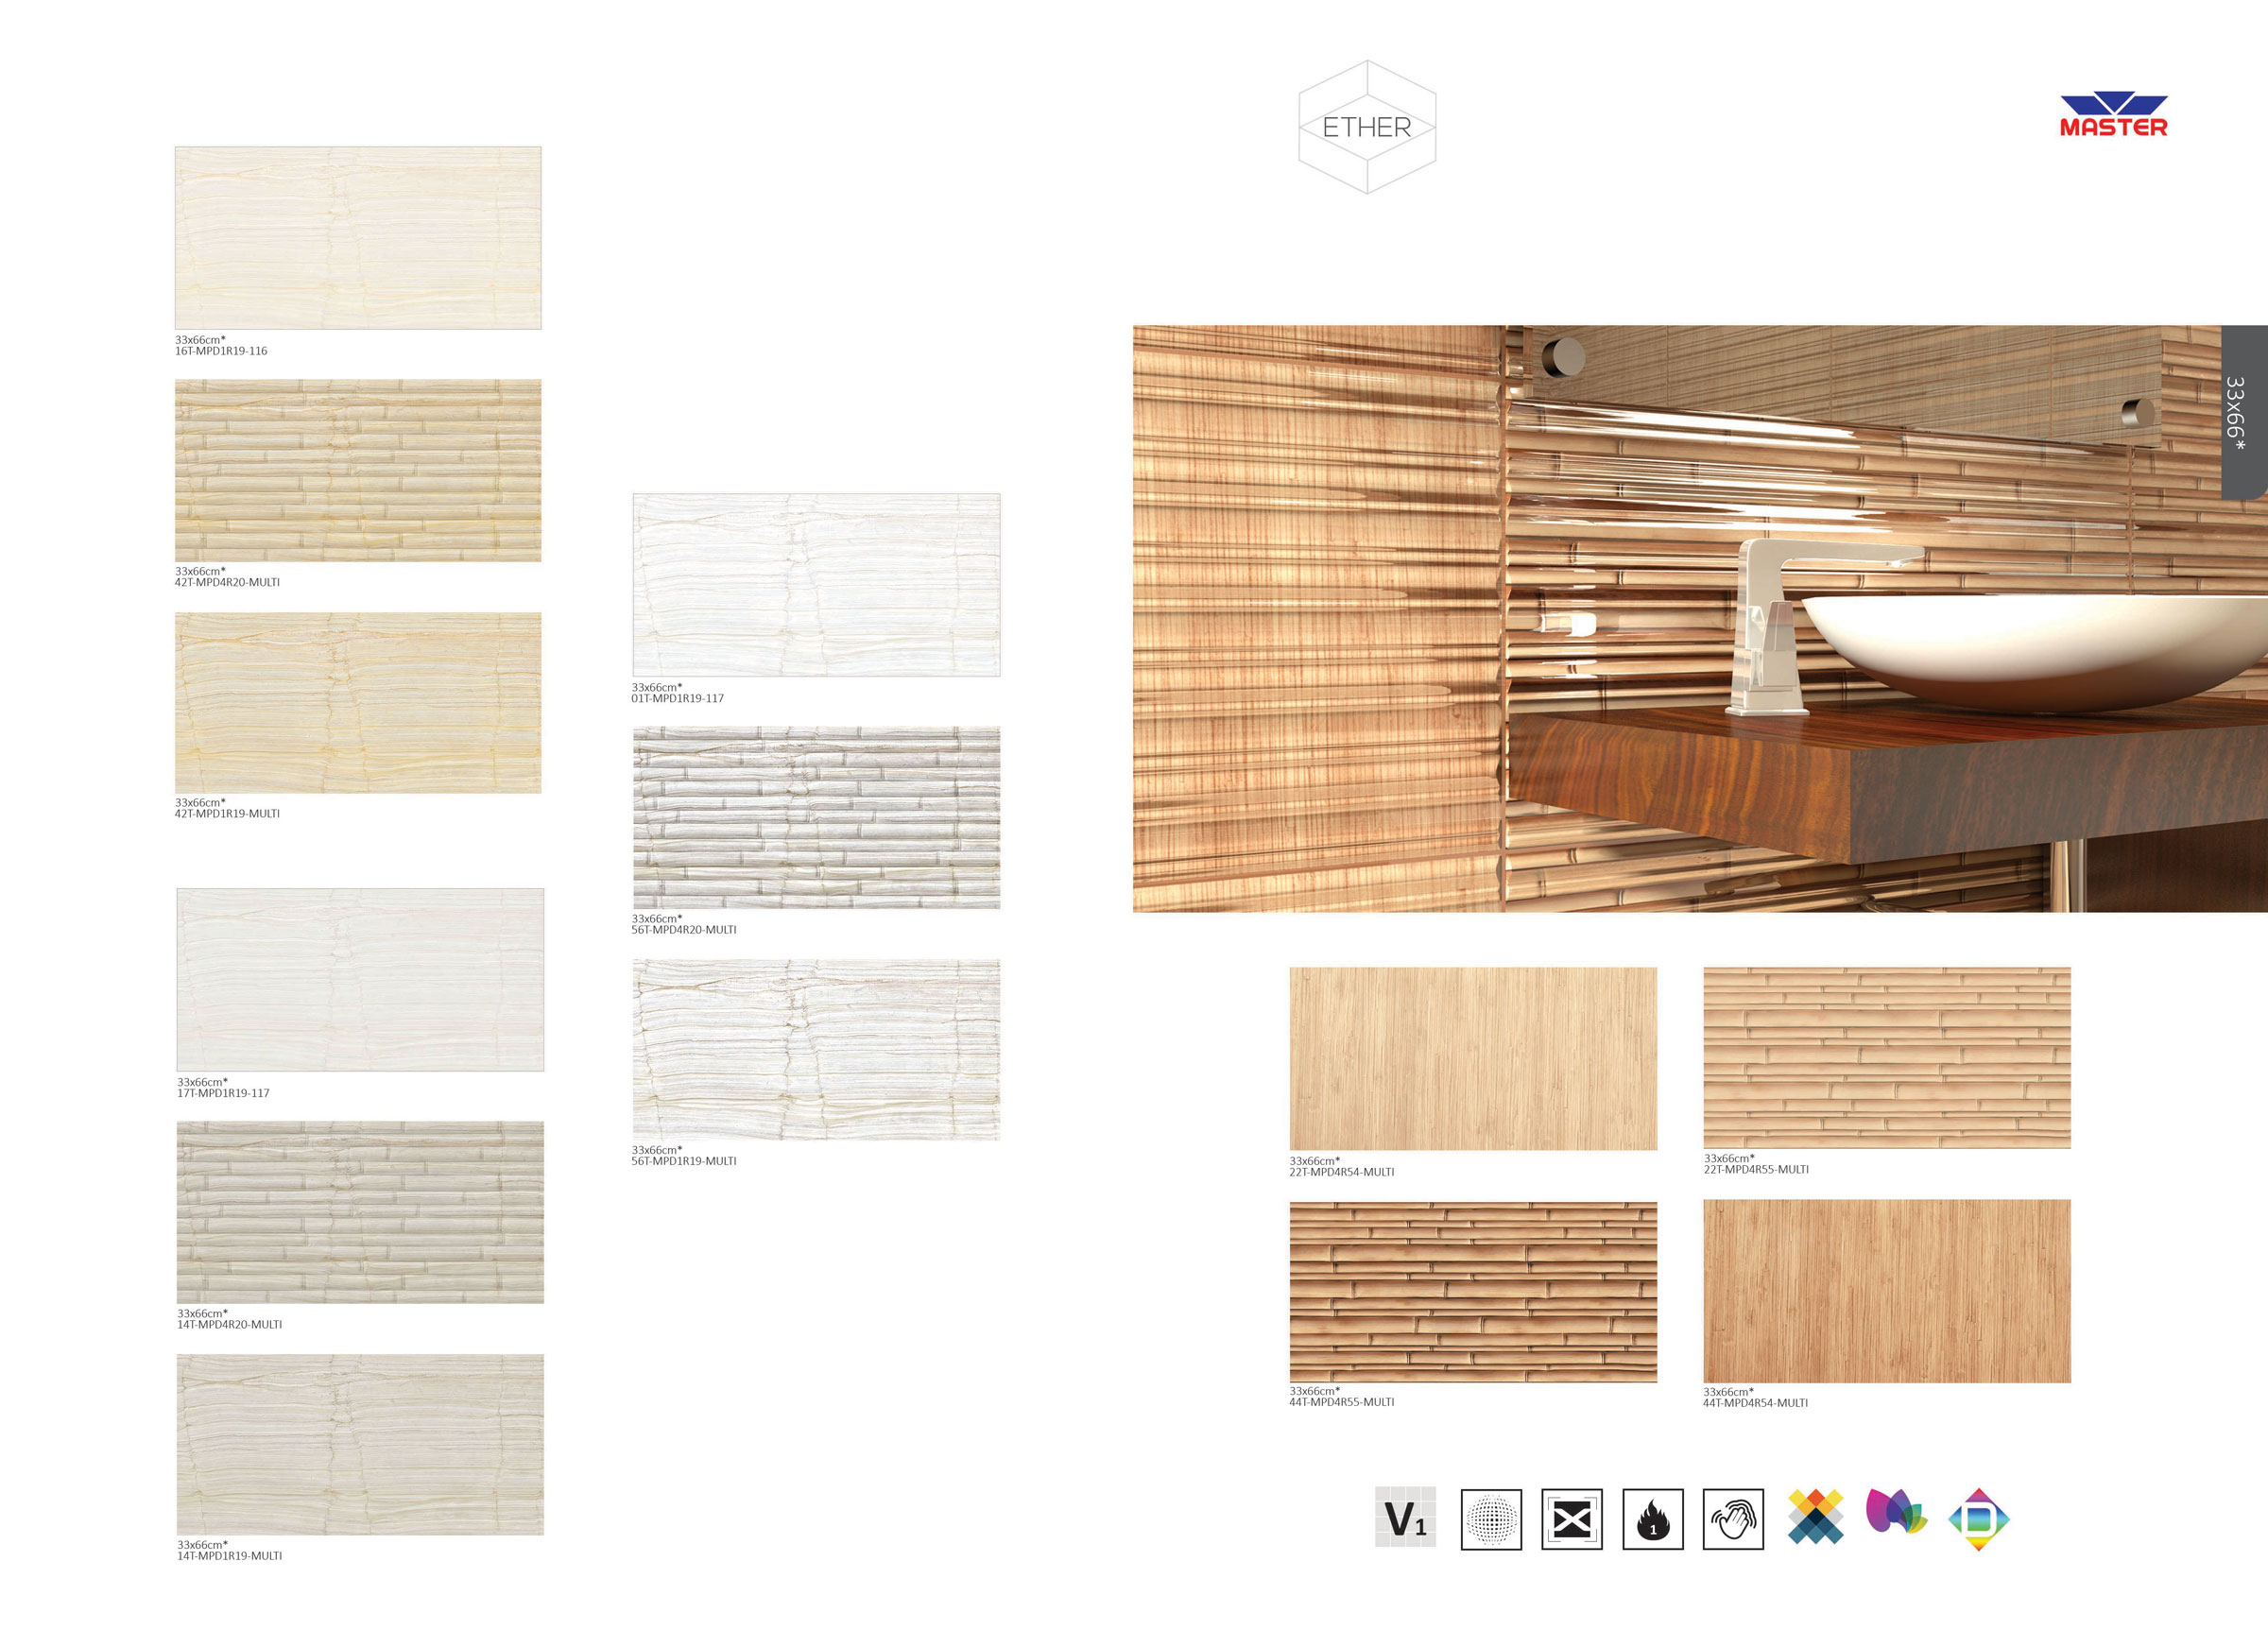 ETHER
MASTER
33x66*
33x66cm*
16T-MPD1R19-116
33x66cm*
42T-MPD4R20-MULTI
33x66cm*
42T-MPD1R19-MULTI
33x66cm*
17T-MPD1R19-117
33x66cm*
14T-MPD4R20-MULTI
33x66cm*
14T-MPD1R19-MULTI
33x66cm*
01T-MPD1R19-117
33x66cm*
56T-MPD4R20-MULTI
33x66cm*
56T-MPD1R19-MULTI
33x66cm*
22T-MPD4R54-MULTI
33x66cm*
22T-MPD4R55-MULTI
33x66cm*
44T-MPD4R55-MULTI
33x66cm*
44T-MPD4R54-MULTI
V1
1
D